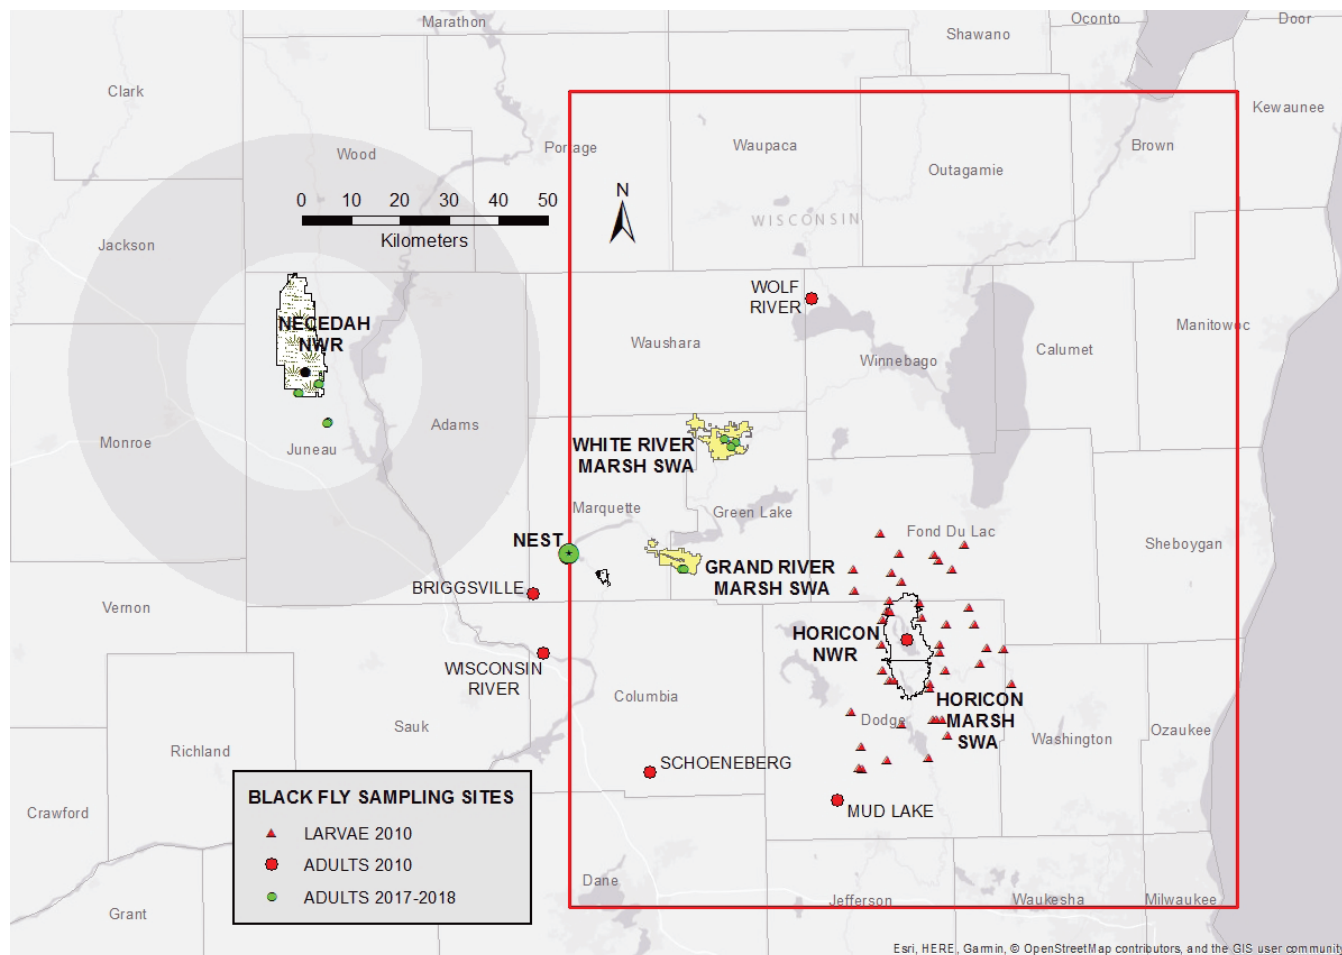 Marathon
Oconto
Door
Shawano
Clark
Kewaunee
Wood
Portage
Waupaca
Brown
Outagamie
N
0 10 20 30 40 50
Kilometers
WISCONSIN
Jackson
WOLF
RIVER
NECEDAH
NWR
Manitowoc
Waushara
Calumet
Winnebago
Monroe
Adams
Juneau
WHITE RIVER
MARSH SWA
Marquette
Green Lake
Fond Du Lac
NEST
Sheboygan
GRAND RIVER
MARSH SWA
BRIGGSVILLE
Vernon
HORICON
NWR
WISCONSIN
RIVER
Columbia
HORICON
MARSH
SWA
Dodge
Sauk
Washington
Ozaukee
Richland
SCHOENEBERG
BLACK FLY SAMPLING SITES
LARVAE 2010
ADULTS 2010
ADULTS 2017-2018
MUD LAKE
Crawford
Dane
Jefferson
Waukesha
Milwaukee
Grant
Esri, HERE, Garmin, © OpenStreetMap contributors, and the GIS user community